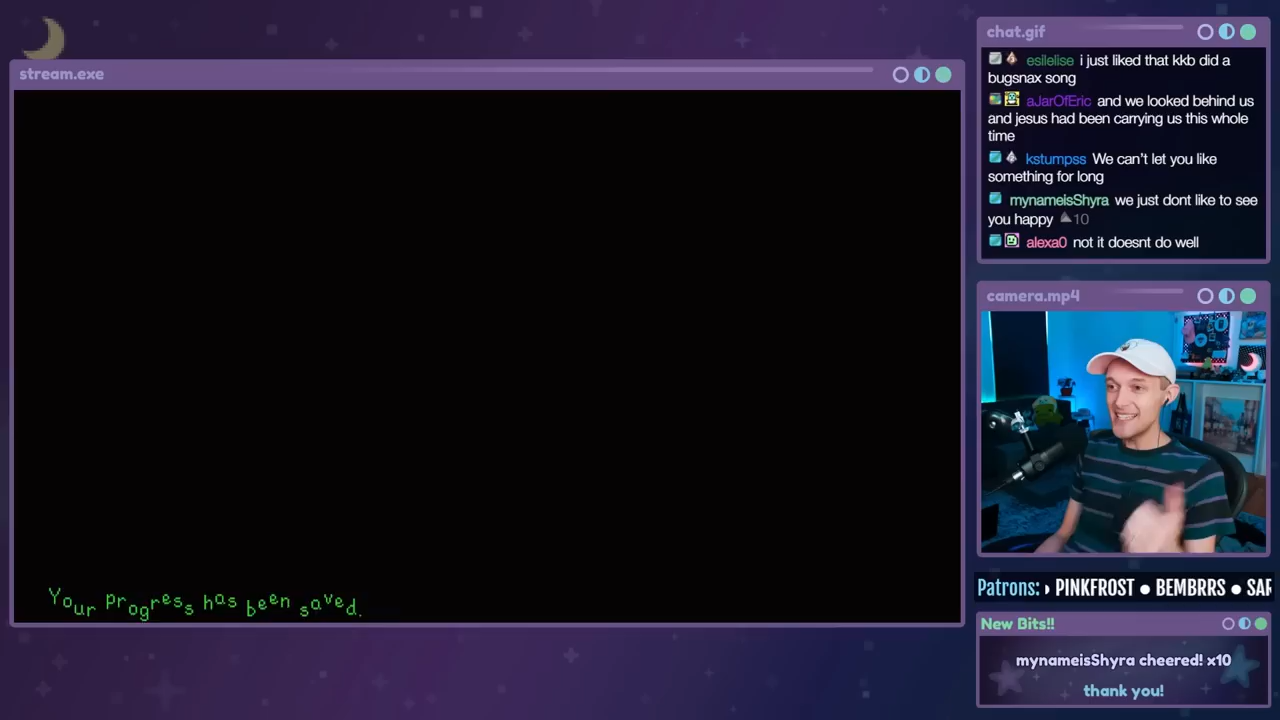 stream.exe
Your progress has been saved.
chat.gif
esilelise i just liked that kkb did a
bugsnax song
aJarOfEric and we looked behind us
and jesus had been carrying us this whole
time
kstumpss We can't let you like
something for long
mynameisShyra we just dont like to see
you happy 10
alexa0 not it doesnt do well
camera.mp4
Patrons: PINKFROST ● BEMBRRS ● SAR
New Bits!!
mynameisShyra cheered! x10
thank you!